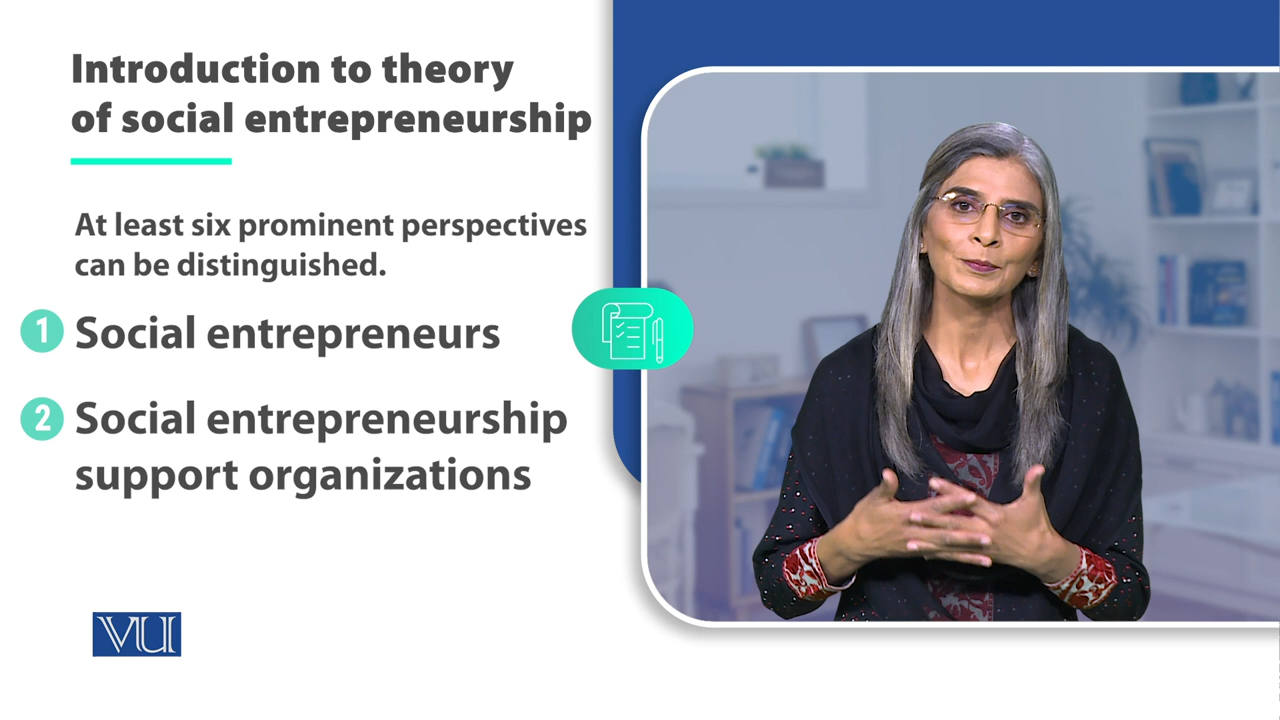 Introduction to theory
of social entrepreneurship
At least six prominent perspectives
can be distinguished.
1 Social entrepreneurs
2 Social entrepreneurship
support organizations
VU